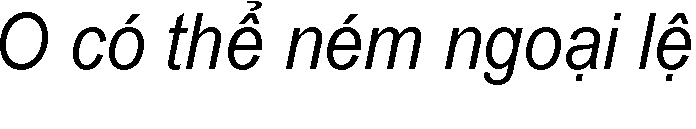 O có thể ném ngoại lệ